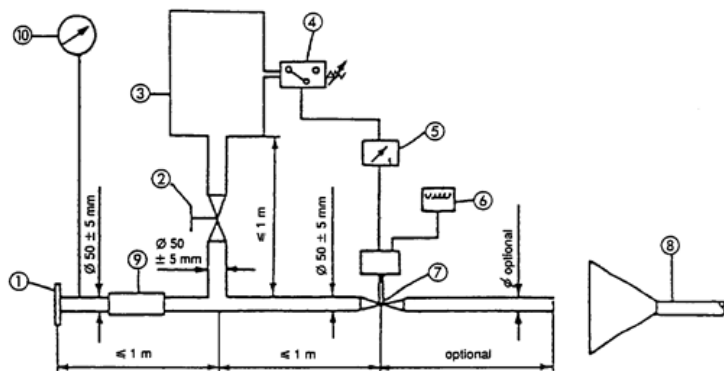 ⑩
④
③
⑤
②
⑥
≤ 1 m
Ø 50 ± 5 mm
Ø 50
± 5 mm
Ø 50 ± 5 mm
⑦
Ø optional
⑧
①
⑨
≤ 1 m
≤ 1 m
optional